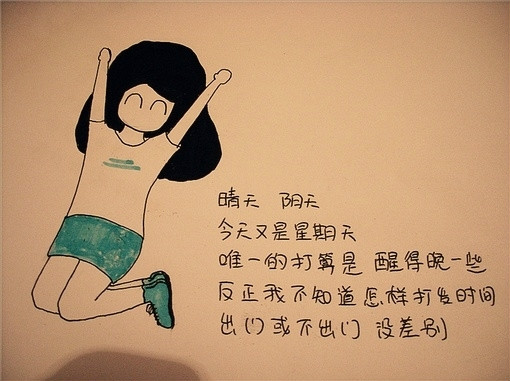 晴天 阴天
今天又是星期天
唯一的打算是 醒得晚一些
反正我不知道怎样打发时间
出门或不出门 没差别